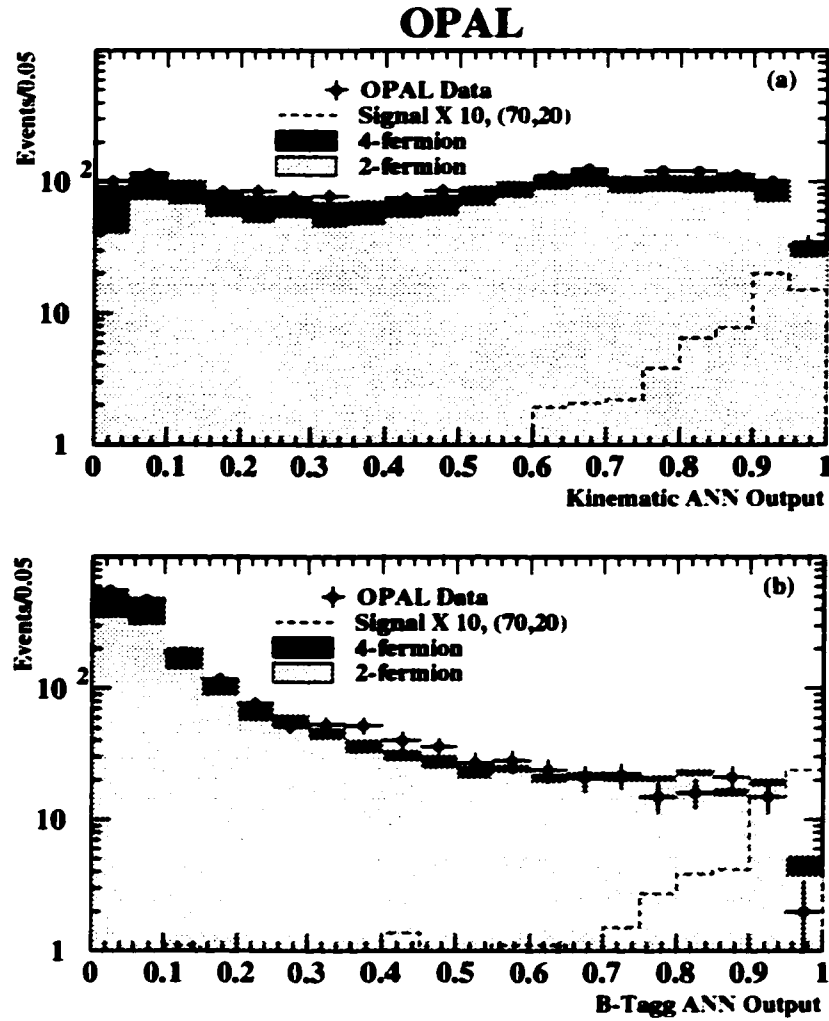 OPAL
Events/0.05
(a)
OPAL Data
Signal X 10, (70,20)
4-fermion
2-fermion
10 2
10
1
0 0.1 0.2 0.3 0.4 0.5 0.6 0.7 0.8 0.9 1
Kinematic ANN Output
Events/0.05
(b)
OPAL Data
Signal X 10, (70,20)
4-fermion
2-fermion
10 2
10
1
0 0.1 0.2 0.3 0.4 0.5 0.6 0.7 0.8 0.9 1
B-Tagg ANN Output